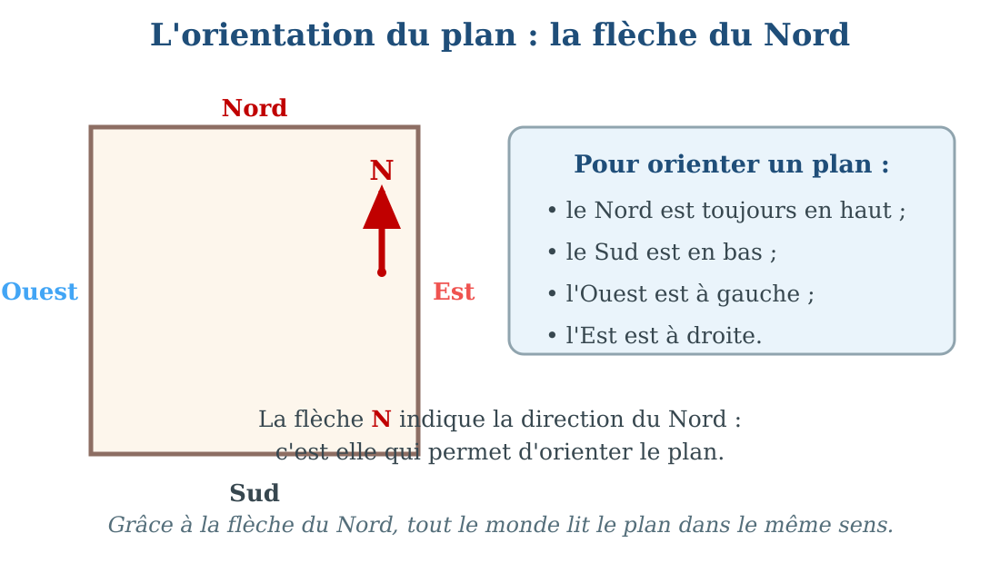 L'orientation du plan : la flèche du Nord
Nord
N
Ouest
Est
Sud
Pour orienter un plan :
• le Nord est toujours en haut ;
• le Sud est en bas ;
• l'Ouest est à gauche ;
• l'Est est à droite.
La flèche N indique la direction du Nord :
c'est elle qui permet d'orienter le plan.
Grâce à la flèche du Nord, tout le monde lit le plan dans le même sens.